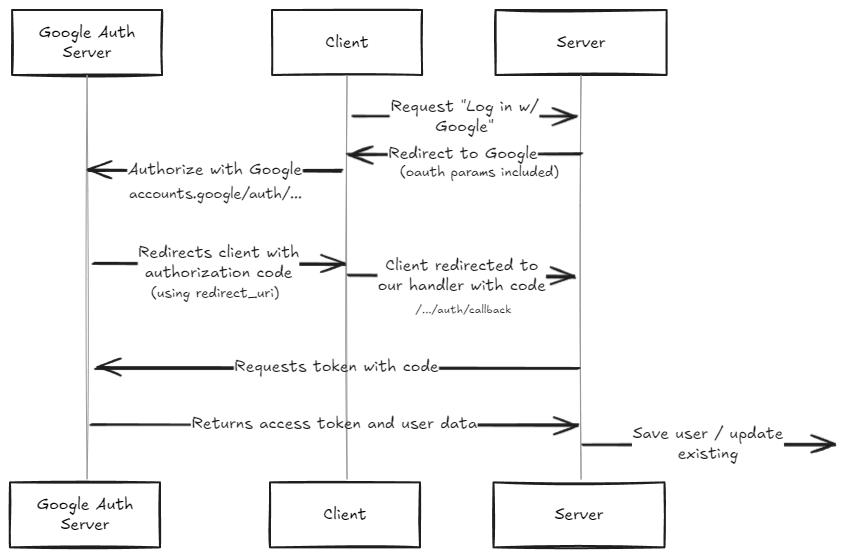 Google Auth
Server
Client
Server
Request "Log in w/
Google"
Redirect to Google
(oauth params included)
Authorize with Google
accounts.google/auth/...
Redirects client with
authorization code
(using redirect_uri)
Client redirected to
our handler with code
/.../auth/callback
Requests token with code
Returns access token and user data
Save user / update
existing
Google Auth
Server
Client
Server